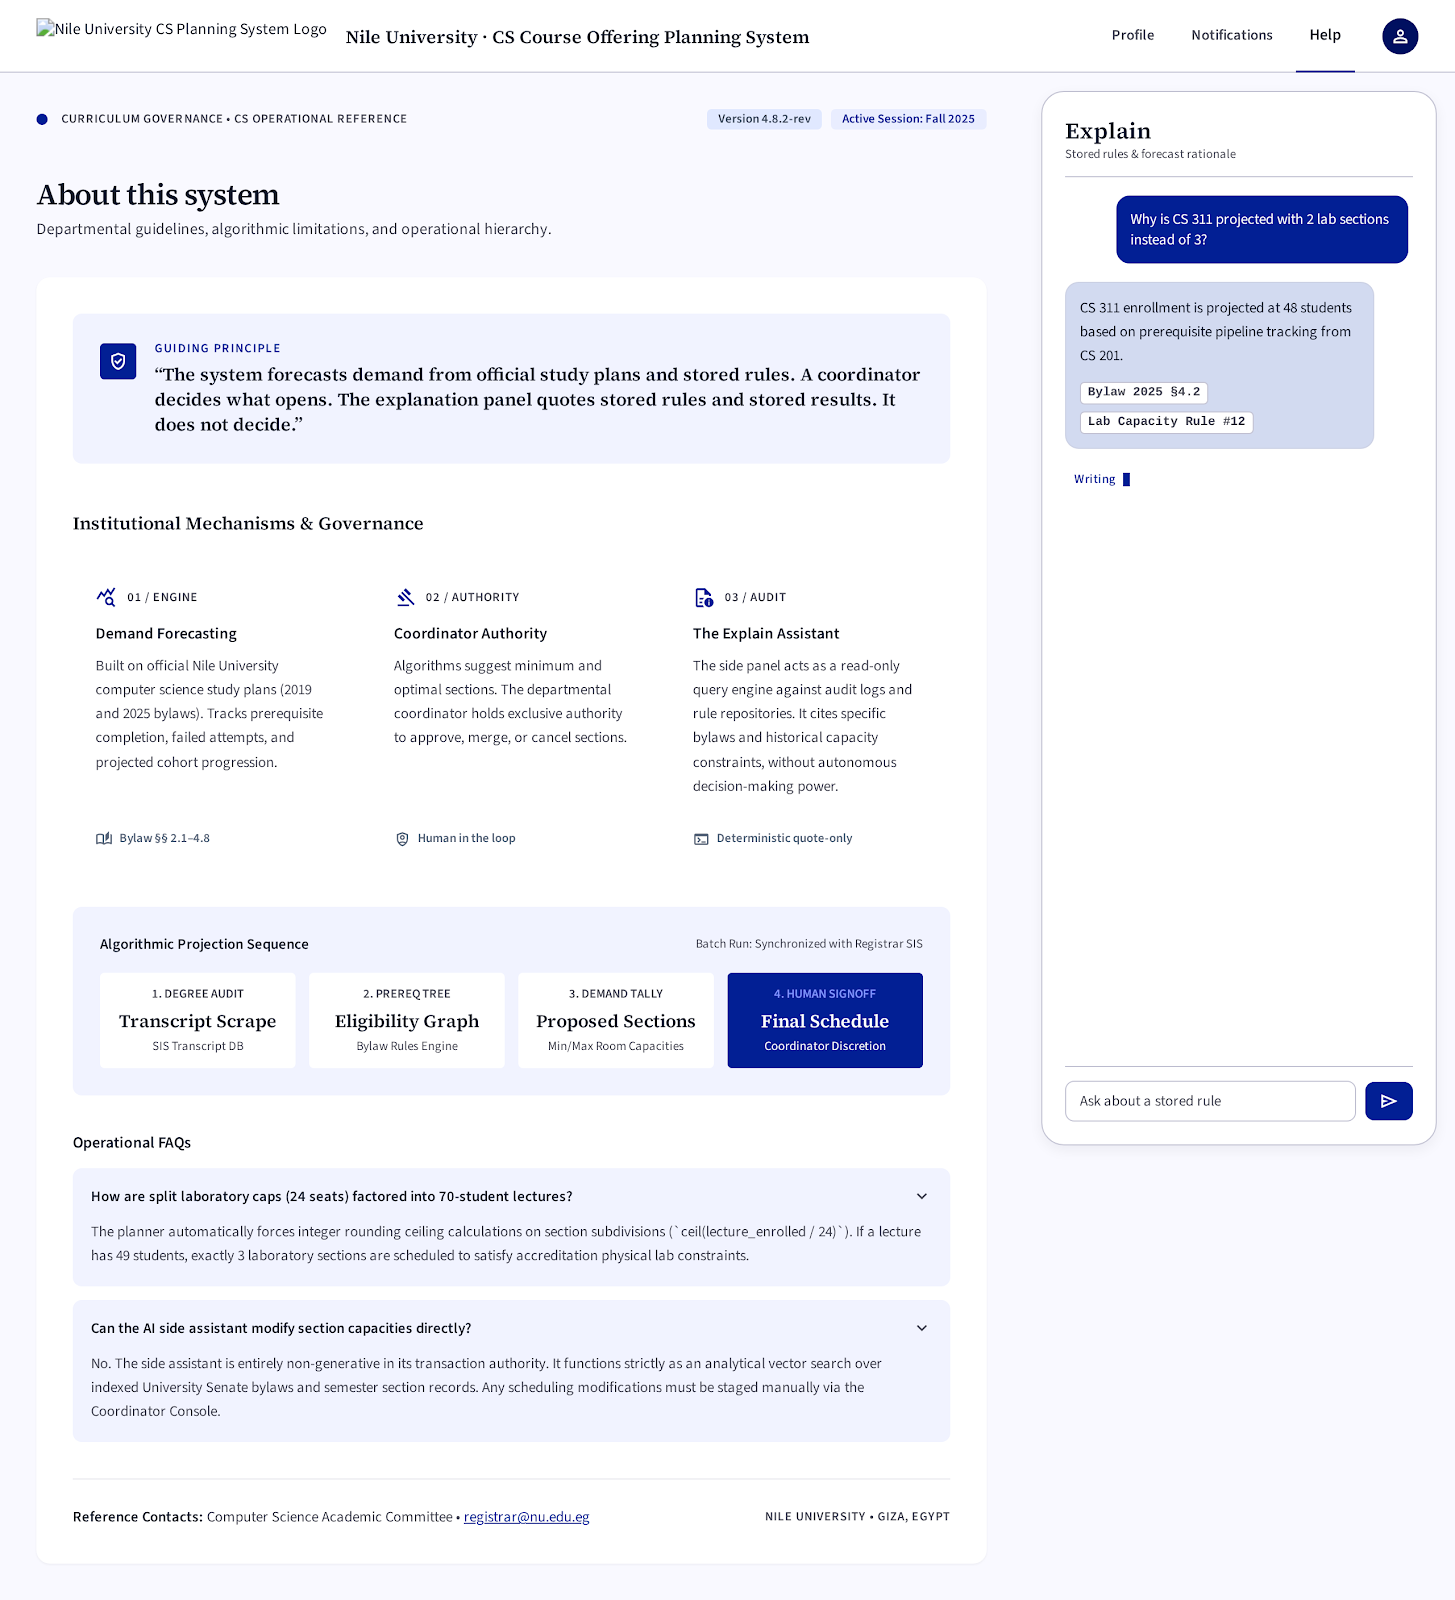 Nile University CS Planning System Logo
Nile University · CS Course Offering Planning System
Profile
Notifications
Help
CURRICULUM GOVERNANCE • CS OPERATIONAL REFERENCE
Version 4.8.2-rev
Active Session: Fall 2025
About this system
Departmental guidelines, algorithmic limitations, and operational hierarchy.
GUIDING PRINCIPLE
“The system forecasts demand from official study plans and stored rules. A coordinator
decides what opens. The explanation panel quotes stored rules and stored results. It
does not decide.”
Institutional Mechanisms & Governance
01 / ENGINE
Demand Forecasting
Built on official Nile University
computer science study plans (2019
and 2025 bylaws). Tracks prerequisite
completion, failed attempts, and
projected cohort progression.
Bylaw §§ 2.1–4.8
02 / AUTHORITY
Coordinator Authority
Algorithms suggest minimum and
optimal sections. The departmental
coordinator holds exclusive authority
to approve, merge, or cancel sections.
Human in the loop
03 / AUDIT
The Explain Assistant
The side panel acts as a read-only
query engine against audit logs and
rule repositories. It cites specific
bylaws and historical capacity
constraints, without autonomous
decision-making power.
Deterministic quote-only
Algorithmic Projection Sequence
Batch Run: Synchronized with Registrar SIS
1. DEGREE AUDIT
Transcript Scrape
SIS Transcript DB
2. PREREQ TREE
Eligibility Graph
Bylaw Rules Engine
3. DEMAND TALLY
Proposed Sections
Min/Max Room Capacities
4. HUMAN SIGNOFF
Final Schedule
Coordinator Discretion
Operational FAQs
How are split laboratory caps (24 seats) factored into 70-student lectures?
The planner automatically forces integer rounding ceiling calculations on section subdivisions (`ceil(lecture_enrolled / 24)`). If a lecture
has 49 students, exactly 3 laboratory sections are scheduled to satisfy accreditation physical lab constraints.
Can the AI side assistant modify section capacities directly?
No. The side assistant is entirely non-generative in its transaction authority. It functions strictly as an analytical vector search over
indexed University Senate bylaws and semester section records. Any scheduling modifications must be staged manually via the
Coordinator Console.
Reference Contacts: Computer Science Academic Committee • registrar@nu.edu.eg
NILE UNIVERSITY • GIZA, EGYPT
Explain
Stored rules & forecast rationale
Why is CS 311 projected with 2 lab sections
instead of 3?
CS 311 enrollment is projected at 48 students
based on prerequisite pipeline tracking from
CS 201.
Bylaw 2025 §4.2
Lab Capacity Rule #12
Writing
Ask about a stored rule